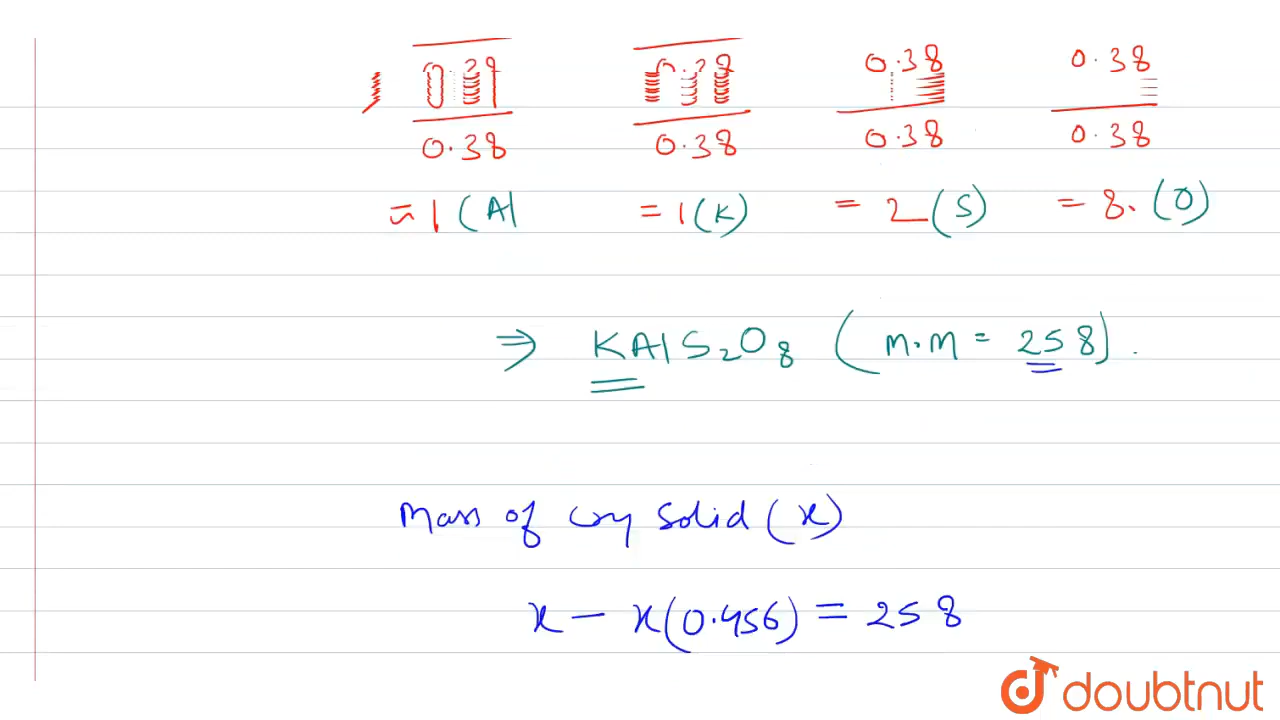 0.38 0.38
0.38 0.38 0.38 0.38
≈ 1 (Al = 1 (K) = 2 (S) = 8. (O)
⇒ KAlS₂O₈ (m.m = 258).
Mass of cry solid (x)
x − x(0.456) = 258
doubtnut